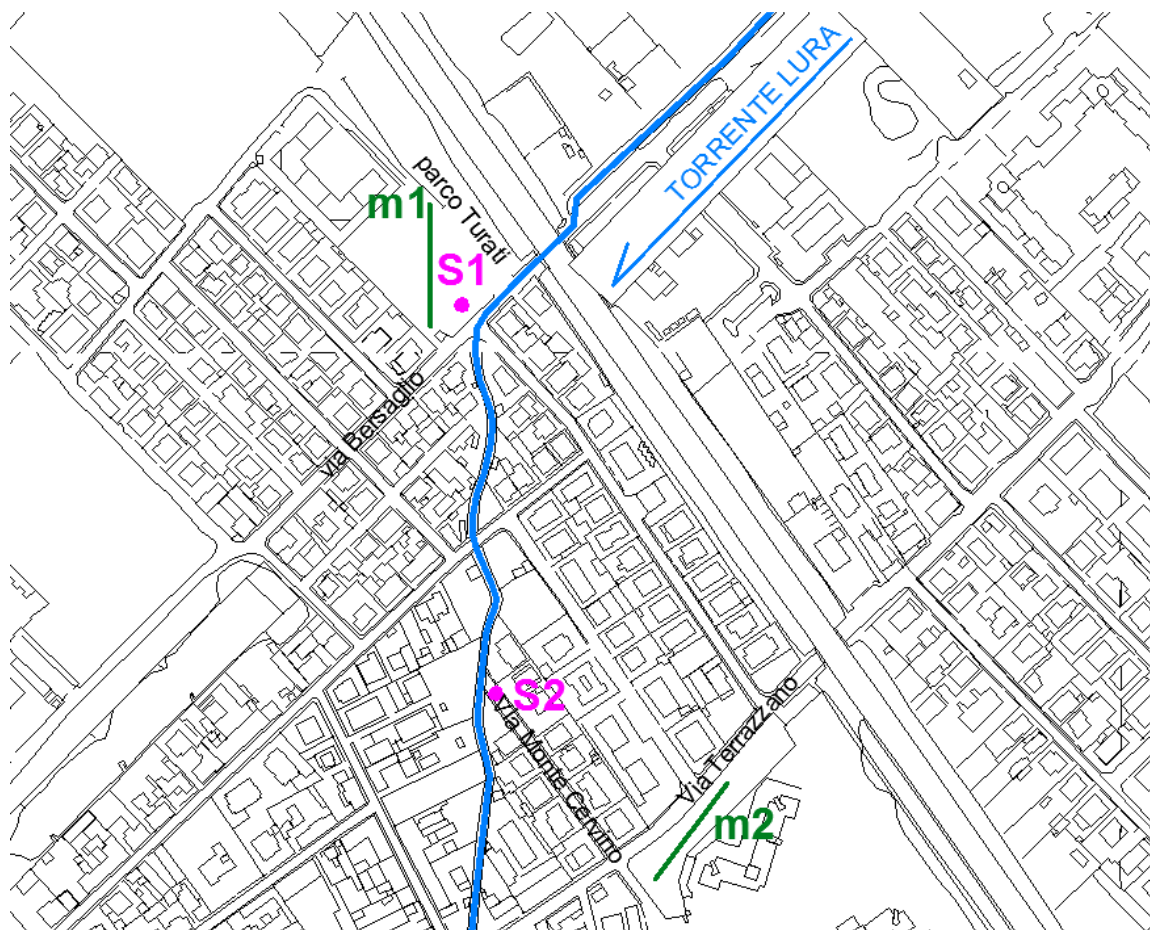 TORRENTE LURA
parco Turati
m1
S1
via Bersaglio
S2
Via Monte Cervino
Via Terrazzano
m2